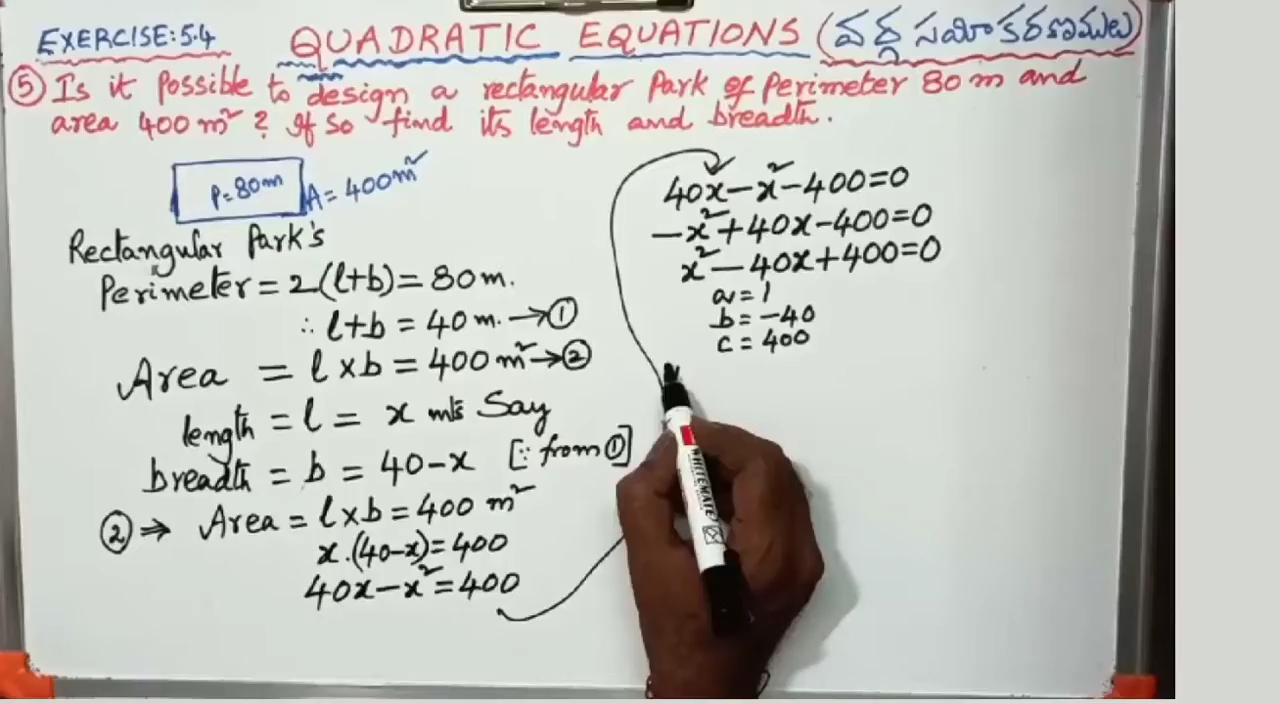 EXERCISE:5.4
QUADRATIC EQUATIONS (వర్గ సమీకరణములు)
⑤ Is it possible to design a rectangular Park of Perimeter 80 m and
area 400 m² ? If so find its length and breadth.
P=80m
A=400m²
Rectangular Park's
Perimeter = 2(l+b) = 80 m.
∴ l+b = 40 m. → ①
Area = l×b = 400 m² → ②
length = l = x mts Say
breadth = b = 40-x [∵ from ①]
② ⇒ Area = l×b = 400 m²
x.(40-x) = 400
40x-x² = 400
40x-x²-400=0
-x²+40x-400=0
x²-40x+400=0
a = 1
b = -40
c = 400
WHITEMATE